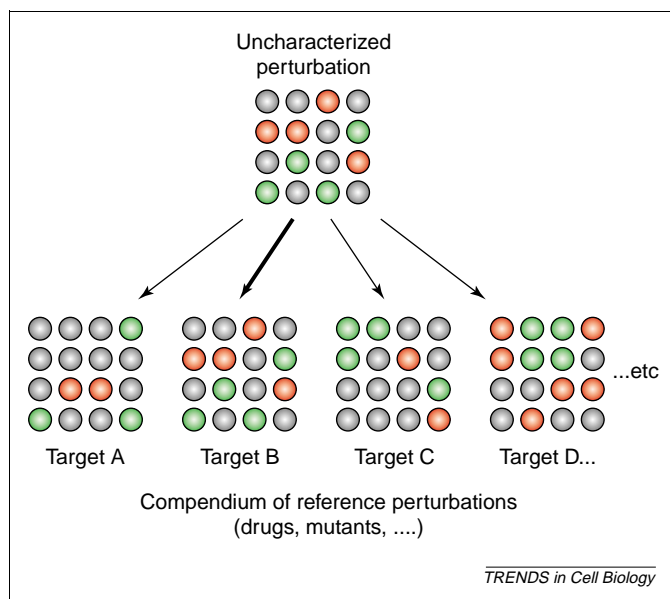 Uncharacterized
perturbation
...etc
Target A
Target B
Target C
Target D...
Compendium of reference perturbations
(drugs, mutants, ....)
TRENDS in Cell Biology